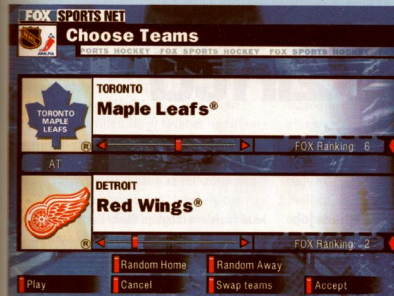 FOX SPORTS NET
Choose Teams
PORTS HOCKEY FOX SPORTS HOCKEY FOX SPORTS HOCKEY
TORONTO
Maple Leafs®
TORONTO
MAPLE
LEAFS
®
FOX Ranking: 6
AT
DETROIT
Red Wings®
®
FOX Ranking: 2
Random Home
Random Away
Play
Cancel
Swap teams
Accept